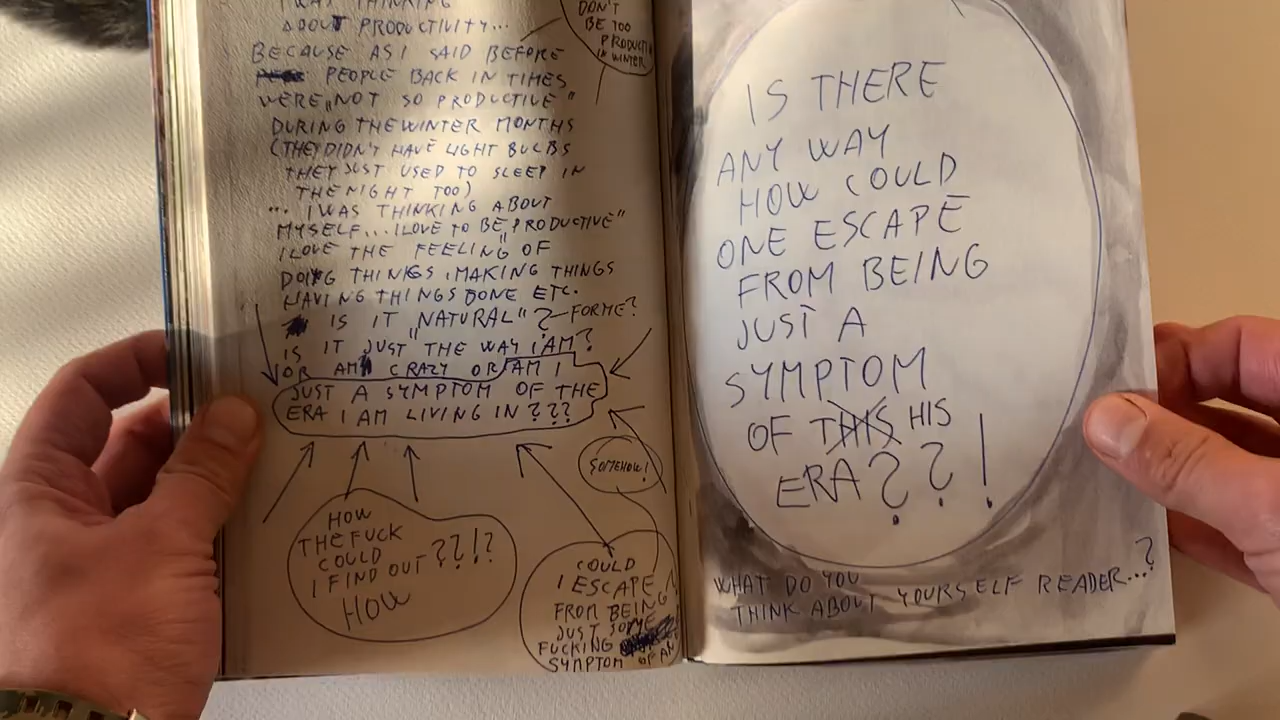 I WAS THINKING
ABOUT PRODUCTIVITY...
BECAUSE AS I SAID BEFORE
PEOPLE BACK IN TIMES
WERE „NOT SO PRODUCTIVE"
DURING THE WINTER MONTHS
(THEY DIDN'T HAVE LIGHT BULBS
THEY JUST USED TO SLEEP IN
THE NIGHT TOO)
... I WAS THINKING ABOUT
MYSELF... I LOVE TO BE „PRODUCTIVE"
I LOVE THE FEELING OF
DOING THINGS, MAKING THINGS
HAVING THINGS DONE ETC.
IS IT „NATURAL"? – FOR ME?
IS IT JUST "THE WAY I AM?
OR AM CRAZY OR AM I
JUST A SYMPTOM OF THE
ERA I AM LIVING IN???
DON'T
BE TOO
PRODUCTIVE
IN WINTER
HOW
THE FUCK
COULD
I FIND OUT ??!?
HOW
SOMEHOW!
COULD
I ESCAPE
FROM BEING
JUST SOME
FUCKING
SYMPTOM OF AN
IS THERE
ANY WAY
HOW COULD
ONE ESCAPE
FROM BEING
JUST A
SYMPTOM
OF THIS HIS
ERA??!
WHAT DO YOU
THINK ABOUT YOURSELF READER...?